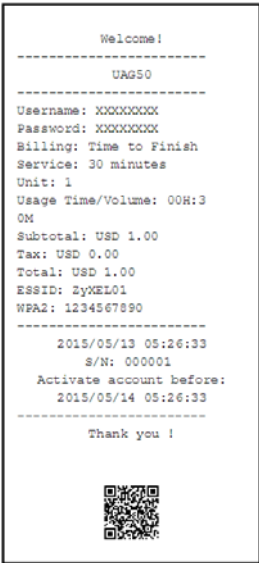 Welcome!
------------------------
UAG50
------------------------
Username: XXXXXXXX
Password: XXXXXXXX
Billing: Time to Finish
Service: 30 minutes
Unit: 1
Usage Time/Volume: 00H:3
0M
Subtotal: USD 1.00
Tax: USD 0.00
Total: USD 1.00
ESSID: ZyXEL01
WPA2: 1234567890
------------------------
2015/05/13 05:26:33
S/N: 000001
Activate account before:
2015/05/14 05:26:33
------------------------
Thank you !